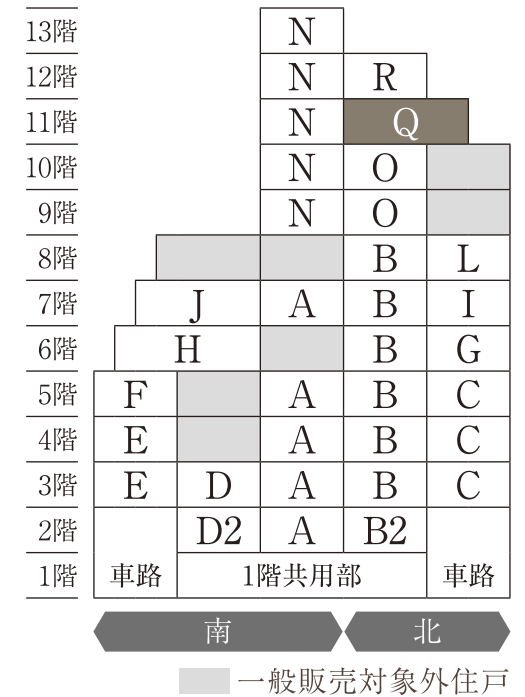 13階 N
12階 N R
11階 N Q
10階 N O
9階 N O
8階 B L
7階 J A B I
6階 H B G
5階 F A B C
4階 E A B C
3階 E D A B C
2階 D2 A B2
1階 車路 1階共用部 車路
南 北
一般販売対象外住戸